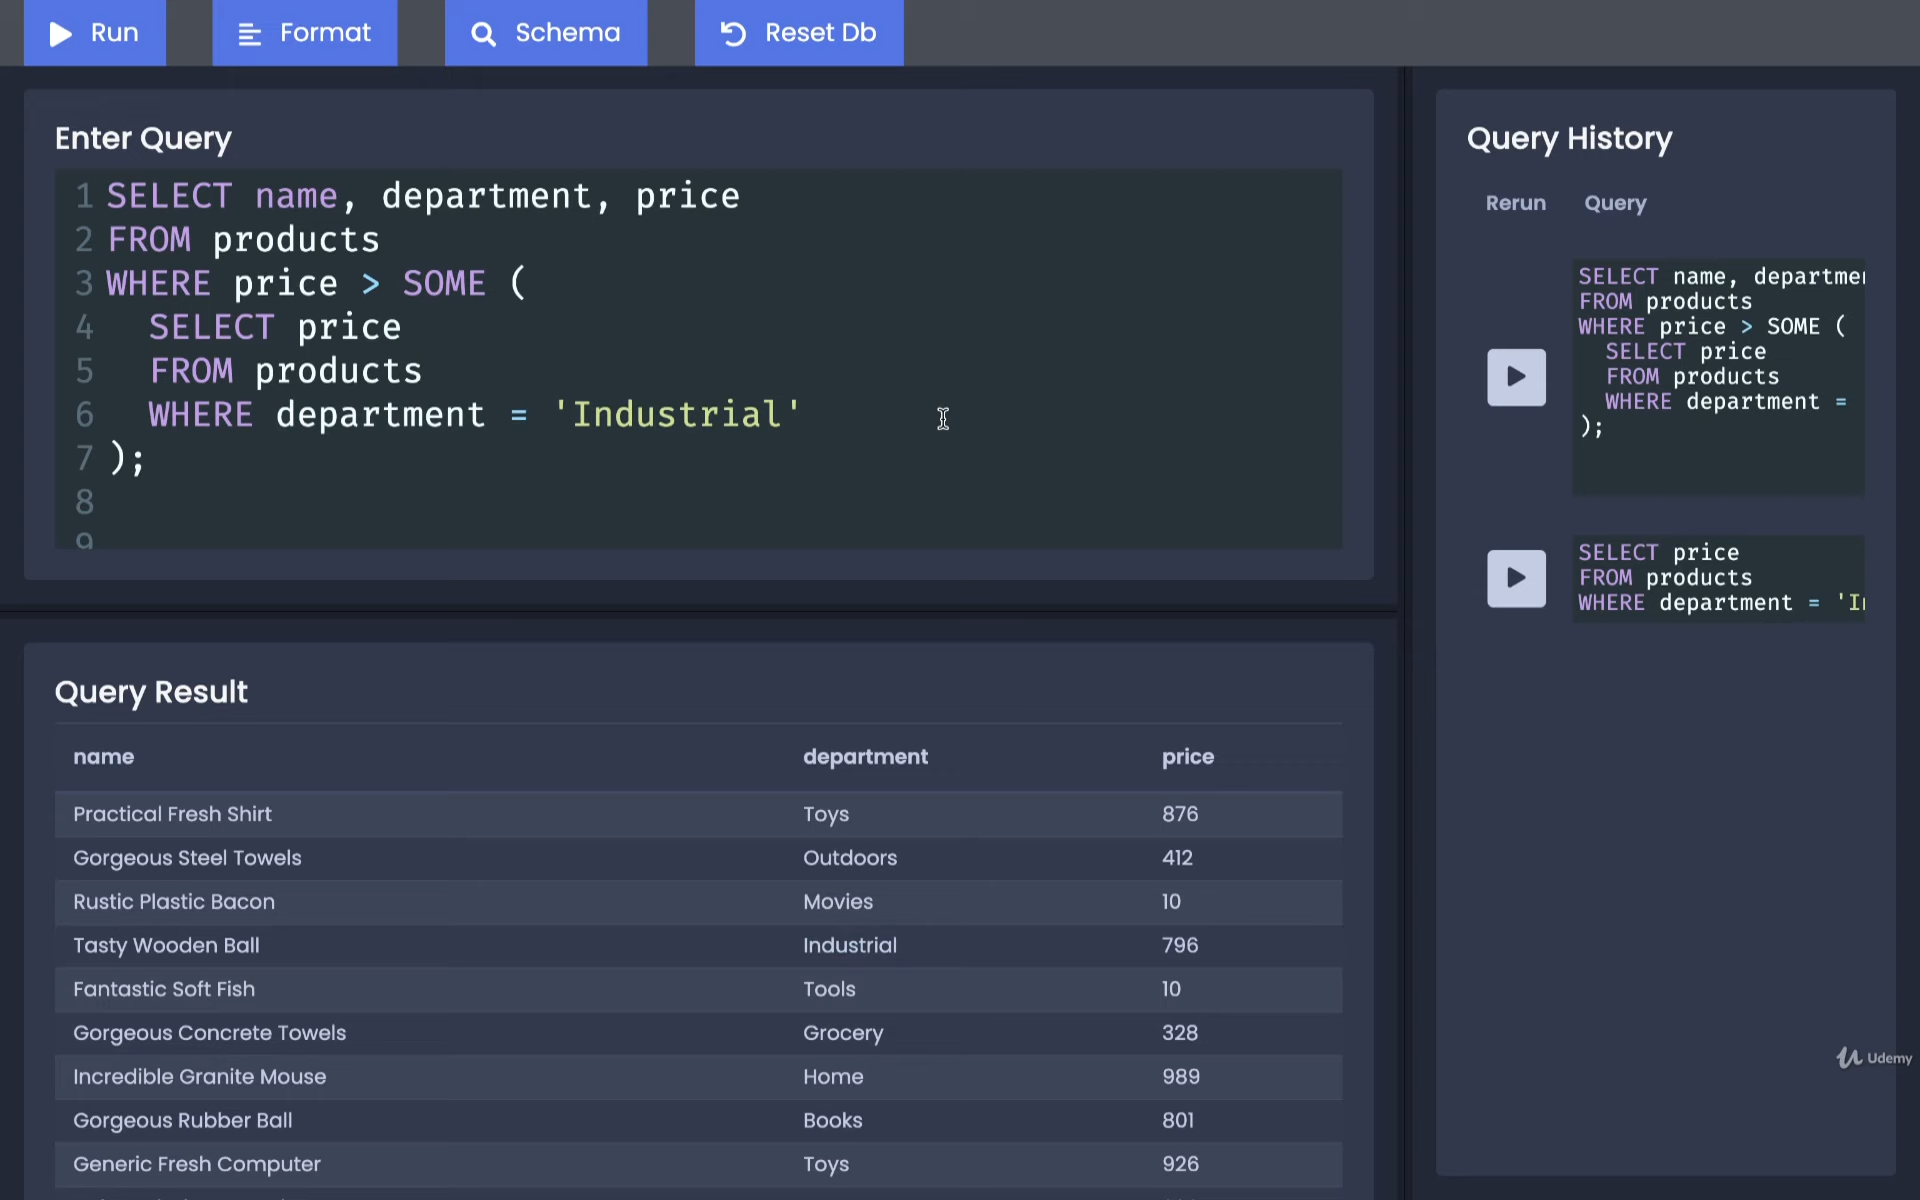 Run
Format
Schema
Reset Db
Enter Query
1 SELECT name, department, price
2 FROM products
3 WHERE price > SOME (
4 SELECT price
5 FROM products
6 WHERE department = 'Industrial'
7 );
8
9
Query Result
name department price
Practical Fresh Shirt Toys 876
Gorgeous Steel Towels Outdoors 412
Rustic Plastic Bacon Movies 10
Tasty Wooden Ball Industrial 796
Fantastic Soft Fish Tools 10
Gorgeous Concrete Towels Grocery 328
Incredible Granite Mouse Home 989
Gorgeous Rubber Ball Books 801
Generic Fresh Computer Toys 926
Query History
Rerun Query
SELECT name,
FROM products
WHERE price > SOME (
SELECT price
FROM products
WHERE department =
);
SELECT price
FROM products
WHERE department =
Udemy